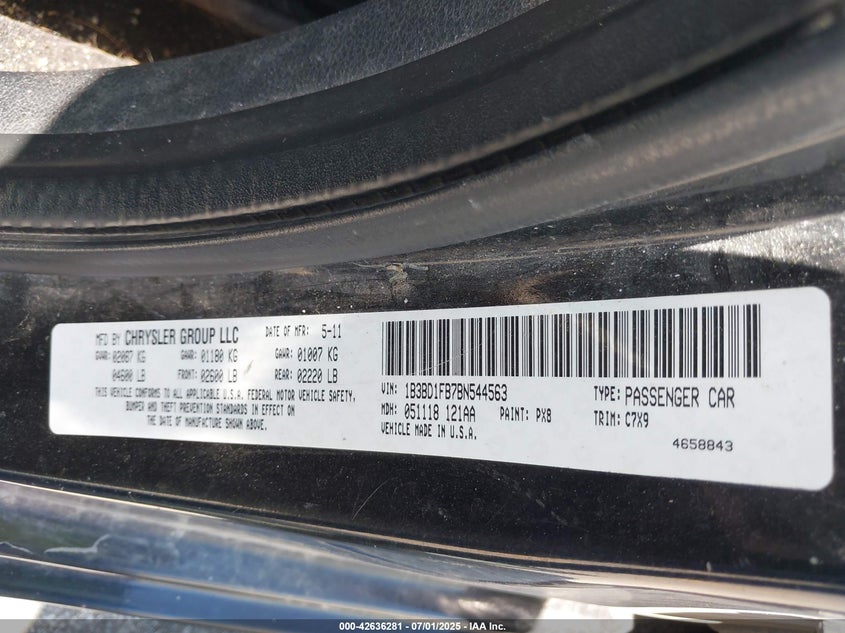 MFD BY CHRYSLER GROUP LLC DATE OF MFR: 5-11
GVWR: 02087 KG GAWR: 01180 KG GAWR: 01007 KG
04600 LB FRONT: 02600 LB REAR: 02220 LB
THIS VEHICLE CONFORMS TO ALL APPLICABLE U.S.A. FEDERAL MOTOR VEHICLE SAFETY,
BUMPER AND THEFT PREVENTION STANDARDS IN EFFECT ON
THE DATE OF MANUFACTURE SHOWN ABOVE.
VIN: 1B3BD1FB7BN544563 TYPE: PASSENGER CAR
MDH: 051118 121AA PAINT: PX8 TRIM: C7X9
VEHICLE MADE IN U.S.A.
4658843
000-42636281 - 07/01/2025 - IAA Inc.